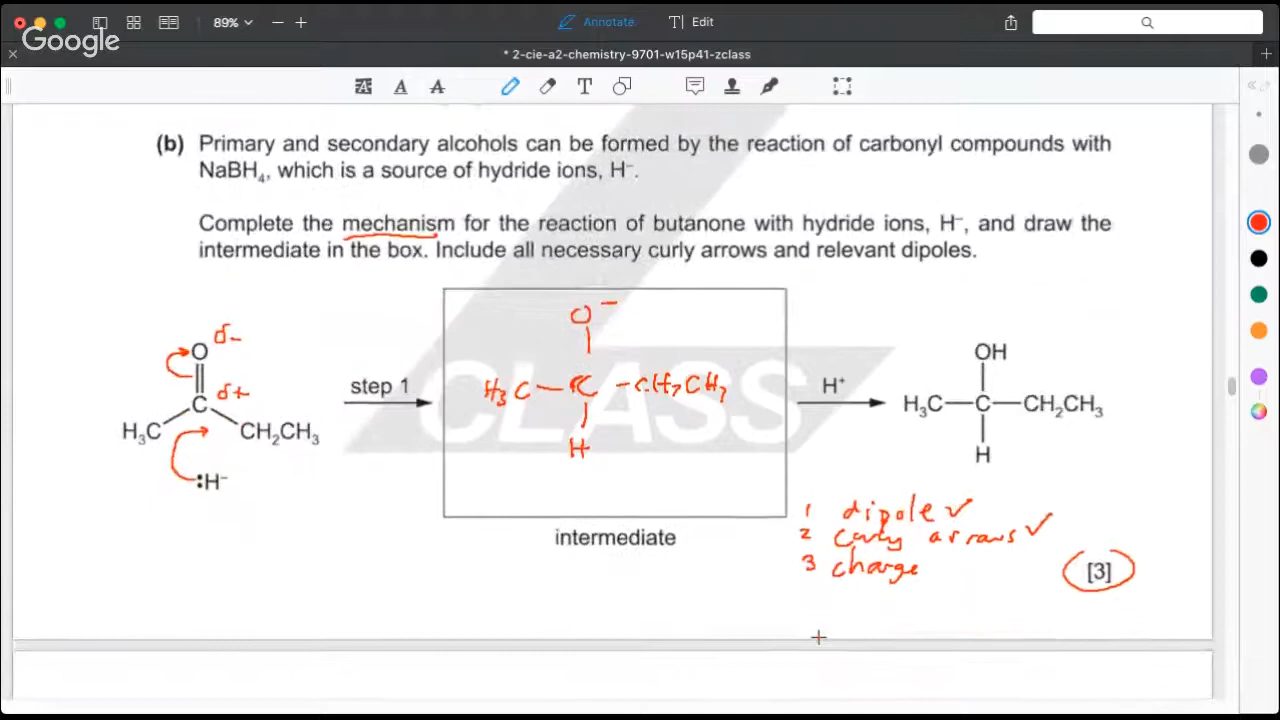 89%
Annotate
T Edit
Google
* 2-cie-a2-chemistry-9701-w15p41-zclass
(b) Primary and secondary alcohols can be formed by the reaction of carbonyl compounds with
NaBH₄, which is a source of hydride ions, H⁻.
Complete the mechanism for the reaction of butanone with hydride ions, H⁻, and draw the
intermediate in the box. Include all necessary curly arrows and relevant dipoles.
O δ-
C δ+
H₃C CH₂CH₃
:H⁻
step 1
O⁻
H₃C — C — CH₂CH₃
H
intermediate
H⁺
OH
H₃C — C — CH₂CH₃
H
1 dipole ✓
2 curly arrows ✓
3 charge
[3]
CLASS